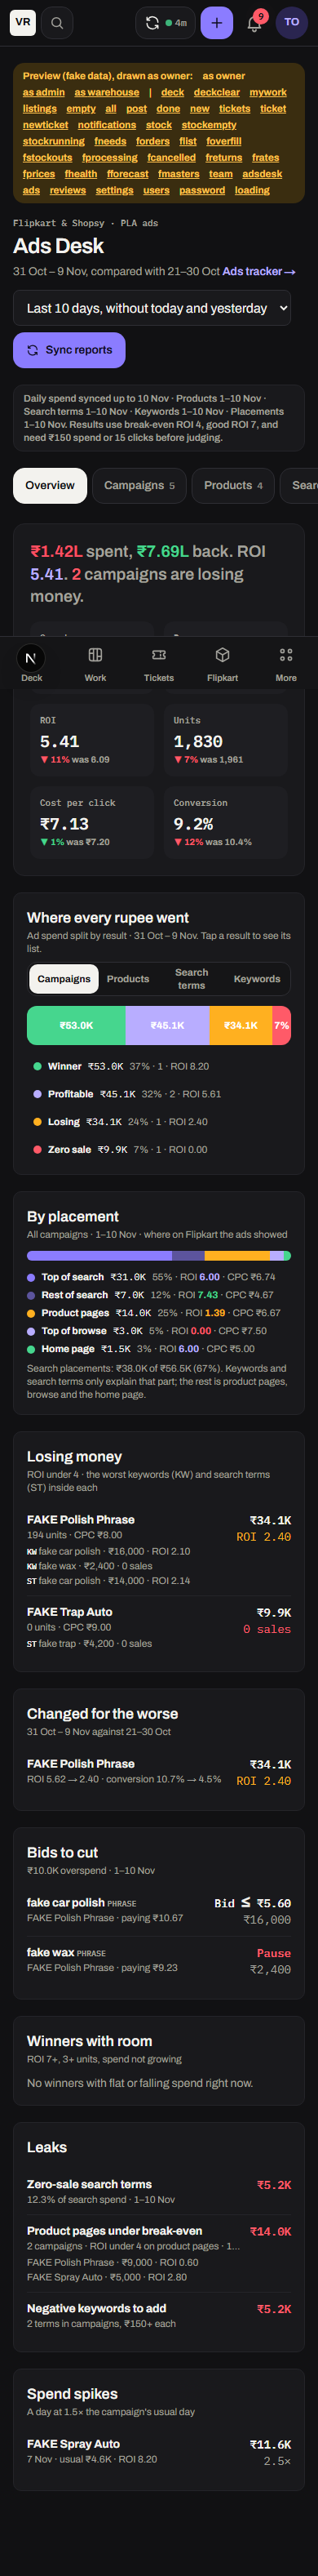 VR 4m 9 TO
Preview (fake data), drawn as owner: as owner
as admin as warehouse | deck deckclear mywork
listings empty all post done new tickets ticket
newticket notifications stock stockempty
stockrunning fneeds forders flist foverfill
fstockouts fprocessing fcancelled freturns frates
fprices fhealth fforecast fmasters team adsdesk
ads reviews settings users password loading
Flipkart & Shopsy · PLA ads
Ads Desk
31 Oct – 9 Nov, compared with 21–30 Oct Ads tracker→
Last 10 days, without today and yesterday
Sync reports
Daily spend synced up to 10 Nov · Products 1–10 Nov ·
Search terms 1–10 Nov · Keywords 1–10 Nov · Placements
1–10 Nov. Results use break-even ROI 4, good ROI 7, and
need ₹150 spend or 15 clicks before judging.
Overview Campaigns 5 Products 4
₹1.42L spent, ₹7.69L back. ROI
5.41. 2 campaigns are losing
money.
N
Deck Work Tickets Flipkart More
ROI Units
5.41 1,830
▼ 11% was 6.09 ▼ 7% was 1,961
Cost per click Conversion
₹7.13 9.2%
▼ 1% was ₹7.20 ▼ 12% was 10.4%
Where every rupee went
Ad spend split by result · 31 Oct – 9 Nov. Tap a result to see its
list.
Campaigns Products Search terms Keywords
₹53.0K ₹45.1K ₹34.1K 7%
Winner ₹53.0K 37% · 1 · ROI 8.20
Profitable ₹45.1K 32% · 2 · ROI 5.61
Losing ₹34.1K 24% · 1 · ROI 2.40
Zero sale ₹9.9K 7% · 1 · ROI 0.00
By placement
All campaigns · 1–10 Nov · where on Flipkart the ads showed
Top of search ₹31.0K 55% · ROI 6.00 · CPC ₹6.74
Rest of search ₹7.0K 12% · ROI 7.43 · CPC ₹4.67
Product pages ₹14.0K 25% · ROI 1.39 · CPC ₹6.67
Top of browse ₹3.0K 5% · ROI 0.00 · CPC ₹7.50
Home page ₹1.5K 3% · ROI 6.00 · CPC ₹5.00
Search placements: ₹38.0K of ₹56.5K (67%). Keywords and
search terms only explain that part; the rest is product pages,
browse and the home page.
Losing money
ROI under 4 · the worst keywords (KW) and search terms
(ST) inside each
FAKE Polish Phrase ₹34.1K
194 units · CPC ₹8.00 ROI 2.40
KW fake car polish · ₹16,000 · ROI 2.10
KW fake wax · ₹2,400 · 0 sales
ST fake car polish · ₹14,000 · ROI 2.14
FAKE Trap Auto ₹9.9K
0 units · CPC ₹9.00 0 sales
ST fake trap · ₹4,200 · 0 sales
Changed for the worse
31 Oct – 9 Nov against 21–30 Oct
FAKE Polish Phrase ₹34.1K
ROI 5.62 → 2.40 · conversion 10.7% → 4.5% ROI 2.40
Bids to cut
₹10.0K overspend · 1–10 Nov
fake car polish PHRASE Bid ≤ ₹5.60
FAKE Polish Phrase · paying ₹10.67 ₹16,000
fake wax PHRASE Pause
FAKE Polish Phrase · paying ₹9.23 ₹2,400
Winners with room
ROI 7+, 3+ units, spend not growing
No winners with flat or falling spend right now.
Leaks
Zero-sale search terms ₹5.2K
12.3% of search spend · 1–10 Nov
Product pages under break-even ₹14.0K
2 campaigns · ROI under 4 on product pages · 1...
FAKE Polish Phrase · ₹9,000 · ROI 0.60
FAKE Spray Auto · ₹5,000 · ROI 2.80
Negative keywords to add ₹5.2K
2 terms in campaigns, ₹150+ each
Spend spikes
A day at 1.5× the campaign's usual day
FAKE Spray Auto ₹11.6K
7 Nov · usual ₹4.6K · ROI 8.20 2.5×